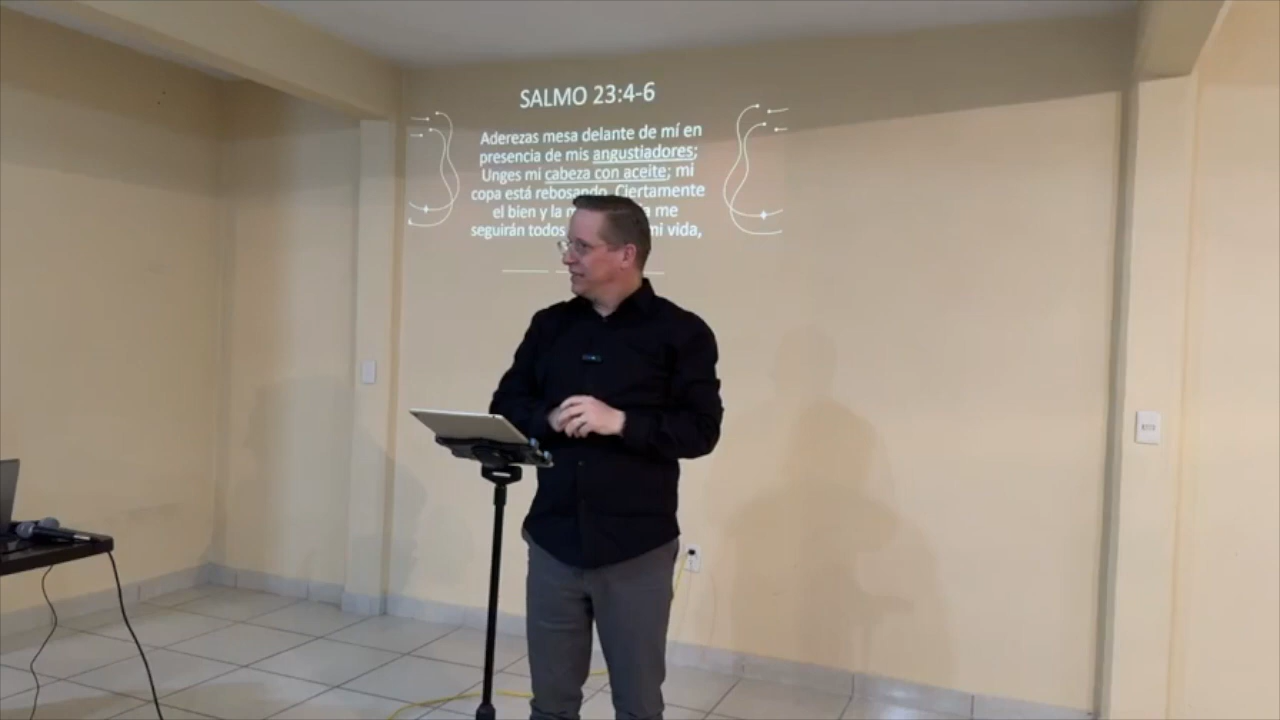 SALMO 23:4-6
Aderezas mesa delante de mí en
presencia de mis angustiadores;
Unges mi cabeza con aceite; mi
copa está rebosando. Ciertamente
el bien y la me
seguirán todos mi vida,